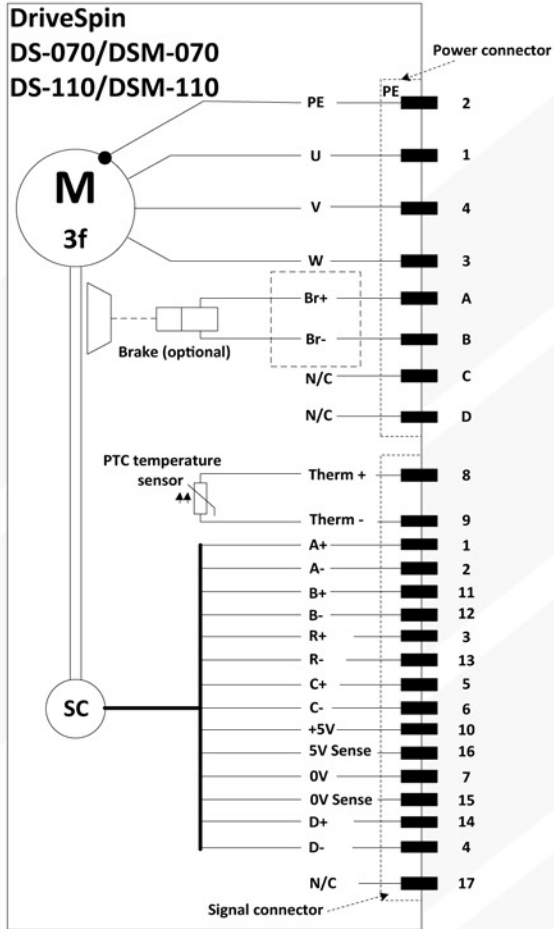 DriveSpin
DS-070/DSM-070
DS-110/DSM-110
Power connector
PE
PE 2
M
3f
U 1
V 4
W 3
Br+ A
Br- B
Brake (optional)
N/C C
N/C D
PTC temperature
sensor
Therm + 8
Therm - 9
A+ 1
A- 2
B+ 11
B- 12
R+ 3
R- 13
SC
C+ 5
C- 6
+5V 10
5V Sense 16
0V 7
0V Sense 15
D+ 14
D- 4
N/C 17
Signal connector